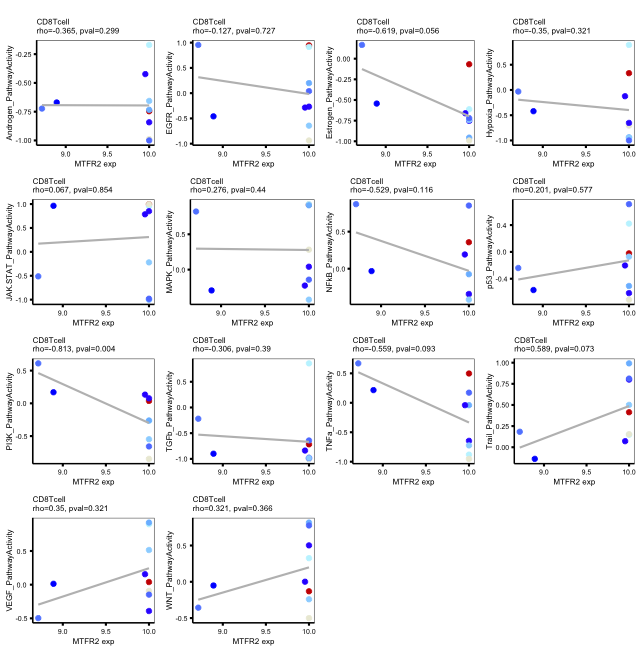 CD8Tcell
rho=-0.365, pval=0.299
Androgen_PathwayActivity
-0.25
-0.50
-0.75
-1.00
9.0
9.5
10.0
MTFR2 exp
CD8Tcell
rho=-0.127, pval=0.727
EGFR_PathwayActivity
1.0
0.5
0.0
-0.5
-1.0
9.0
9.5
10.0
MTFR2 exp
CD8Tcell
rho=-0.619, pval=0.056
Estrogen_PathwayActivity
0.00
-0.25
-0.50
-0.75
-1.00
9.0
9.5
10.0
MTFR2 exp
CD8Tcell
rho=-0.35, pval=0.321
Hypoxia_PathwayActivity
0.5
0.0
-0.5
-1.0
9.0
9.5
10.0
MTFR2 exp
CD8Tcell
rho=0.067, pval=0.854
JAK-STAT_PathwayActivity
1.0
0.5
0.0
-0.5
-1.0
9.0
9.5
10.0
MTFR2 exp
CD8Tcell
rho=0.276, pval=0.44
MAPK_PathwayActivity
0.5
0.0
9.0
9.5
10.0
MTFR2 exp
CD8Tcell
rho=-0.529, pval=0.116
NFkB_PathwayActivity
0.5
0.0
9.0
9.5
10.0
MTFR2 exp
CD8Tcell
rho=0.201, pval=0.577
p53_PathwayActivity
0.4
0.0
-0.4
9.0
9.5
10.0
MTFR2 exp
CD8Tcell
rho=-0.813, pval=0.004
PI3K_PathwayActivity
0.5
0.0
-0.5
9.0
9.5
10.0
MTFR2 exp
CD8Tcell
rho=-0.306, pval=0.39
TGFb_PathwayActivity
1.0
0.5
0.0
-0.5
-1.0
9.0
9.5
10.0
MTFR2 exp
CD8Tcell
rho=-0.559, pval=0.093
TNFa_PathwayActivity
0.5
0.0
-0.5
-1.0
9.0
9.5
10.0
MTFR2 exp
CD8Tcell
rho=0.589, pval=0.073
Trail_PathwayActivity
1.00
0.75
0.50
0.25
0.00
9.0
9.5
10.0
MTFR2 exp
CD8Tcell
rho=0.35, pval=0.321
VEGF_PathwayActivity
0.5
0.0
-0.5
9.0
9.5
10.0
MTFR2 exp
CD8Tcell
rho=0.321, pval=0.366
WNT_PathwayActivity
0.5
0.0
-0.5
9.0
9.5
10.0
MTFR2 exp